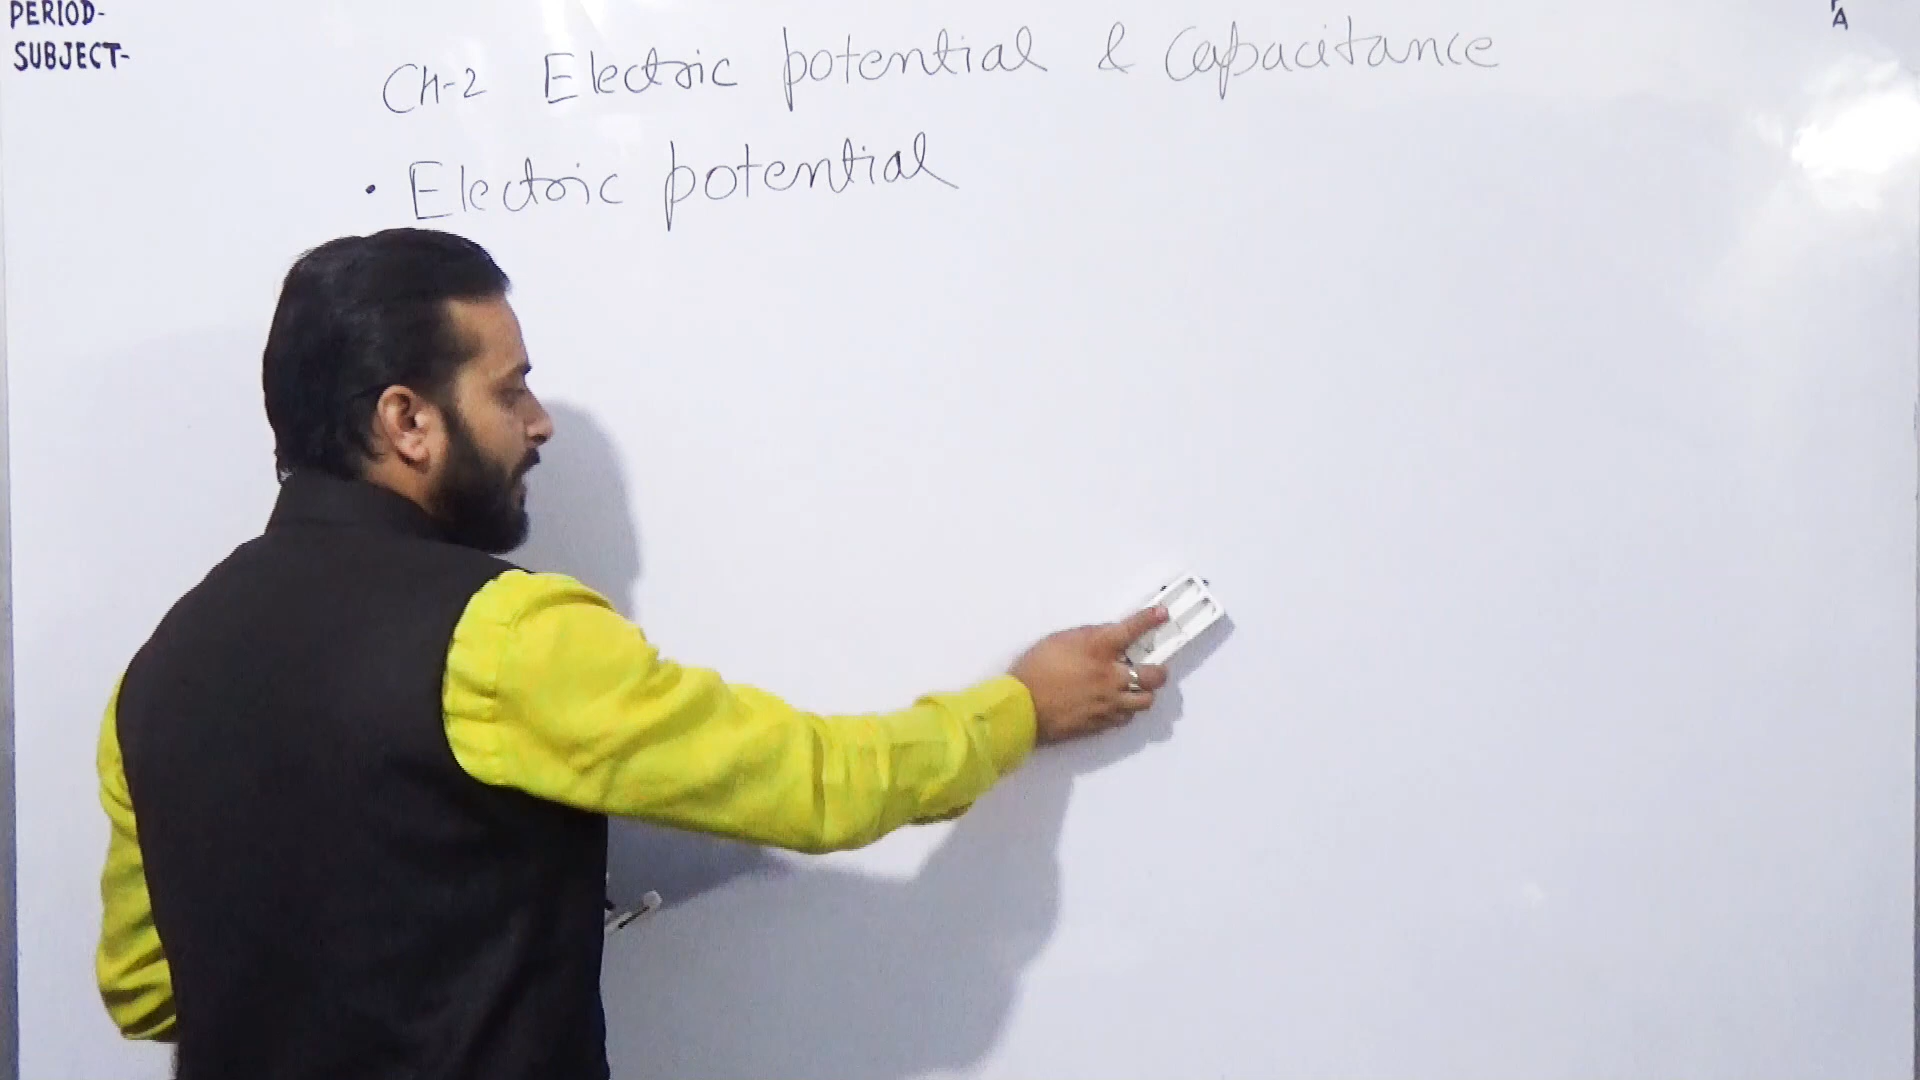 PERIOD-
SUBJECT-
Ch-2 Electric potential & Capacitance
• Electric potential
A